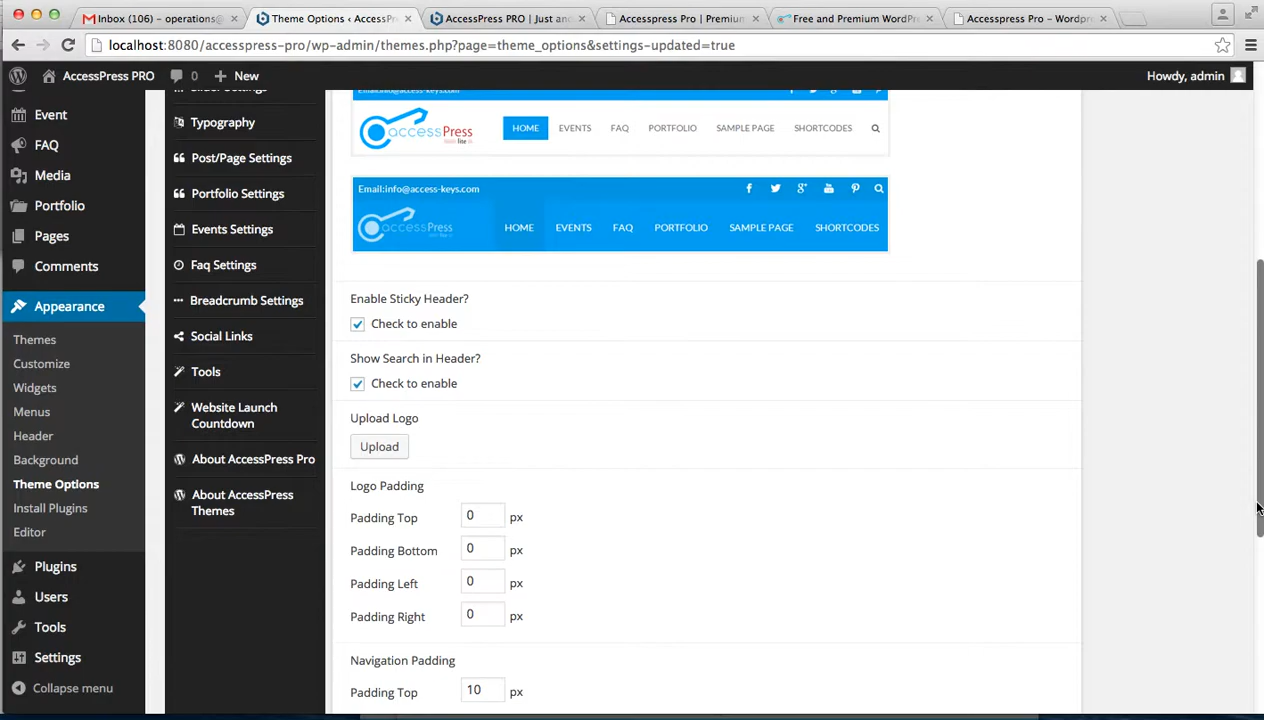 Inbox (106) – operations@
Theme Options ‹ AccessPr
AccessPress PRO | Just an
Accesspress Pro | Premium
Free and Premium WordPr
Accesspress Pro – Wordpr
localhost:8080/accesspress-pro/wp-admin/themes.php?page=theme_options&settings-updated=true
AccessPress PRO
0
New
Howdy, admin
Event
FAQ
Media
Portfolio
Pages
Comments
Appearance
Themes
Customize
Widgets
Menus
Header
Background
Theme Options
Install Plugins
Editor
Plugins
Users
Tools
Settings
Collapse menu
Slider Settings
Typography
Post/Page Settings
Portfolio Settings
Events Settings
Faq Settings
Breadcrumb Settings
Social Links
Tools
Website Launch
Countdown
About AccessPress Pro
About AccessPress
Themes
Email:info@access-keys.com
accessPress
HOME
EVENTS
FAQ
PORTFOLIO
SAMPLE PAGE
SHORTCODES
Email:info@access-keys.com
accessPress
HOME
EVENTS
FAQ
PORTFOLIO
SAMPLE PAGE
SHORTCODES
Enable Sticky Header?
Check to enable
Show Search in Header?
Check to enable
Upload Logo
Upload
Logo Padding
Padding Top 0 px
Padding Bottom 0 px
Padding Left 0 px
Padding Right 0 px
Navigation Padding
Padding Top 10 px